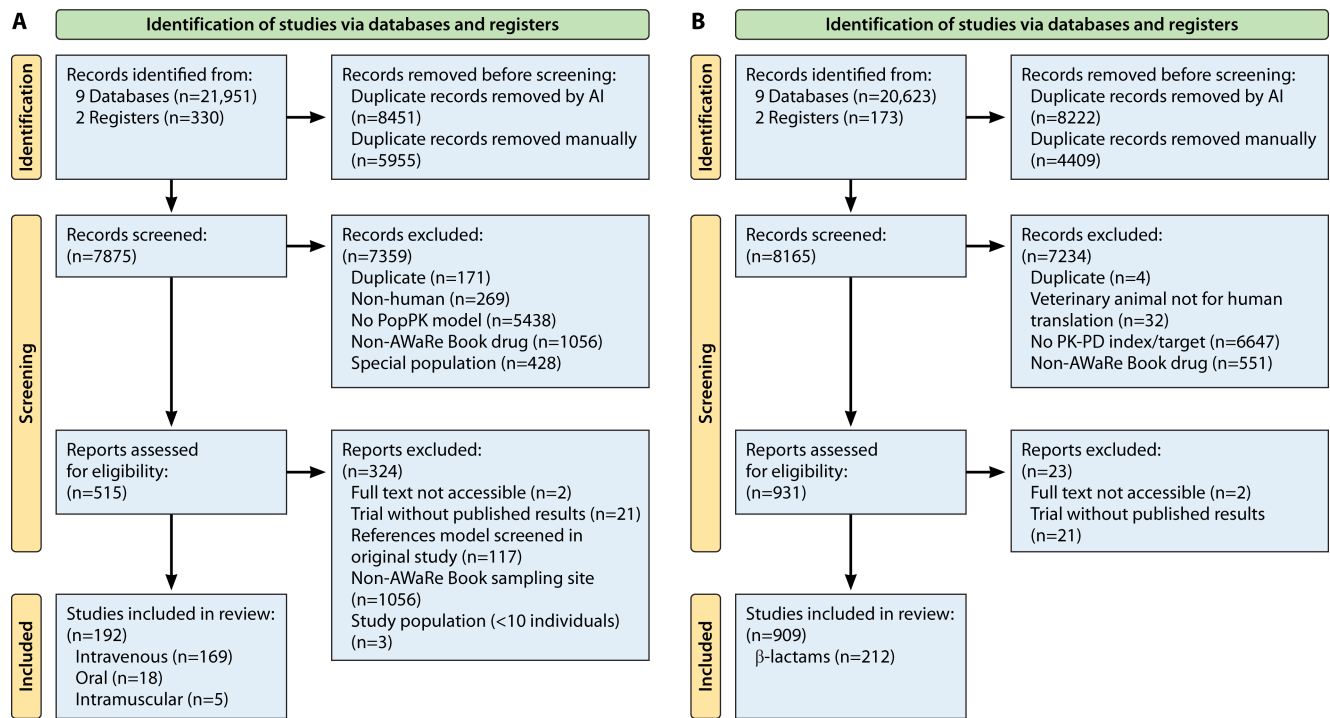 A
Identification of studies via databases and registers
Identification
Records identified from:
9 Databases (n=21,951)
2 Registers (n=330)
Records removed before screening:
Duplicate records removed by AI
(n=8451)
Duplicate records removed manually
(n=5955)
Screening
Records screened:
(n=7875)
Records excluded:
(n=7359)
Duplicate (n=171)
Non-human (n=269)
No PopPK model (n=5438)
Non-AWaRe Book drug (n=1056)
Special population (n=428)
Reports assessed
for eligibility:
(n=515)
Reports excluded:
(n=324)
Full text not accessible (n=2)
Trial without published results (n=21)
References model screened in
original study (n=117)
Non-AWaRe Book sampling site
(n=1056)
Study population (<10 individuals)
(n=3)
Included
Studies included in review:
(n=192)
Intravenous (n=169)
Oral (n=18)
Intramuscular (n=5)
B
Identification of studies via databases and registers
Identification
Records identified from:
9 Databases (n=20,623)
2 Registers (n=173)
Records removed before screening:
Duplicate records removed by AI
(n=8222)
Duplicate records removed manually
(n=4409)
Screening
Records screened:
(n=8165)
Records excluded:
(n=7234)
Duplicate (n=4)
Veterinary animal not for human
translation (n=32)
No PK-PD index/target (n=6647)
Non-AWaRe Book drug (n=551)
Reports assessed
for eligibility:
(n=931)
Reports excluded:
(n=23)
Full text not accessible (n=2)
Trial without published results
(n=21)
Included
Studies included in review:
(n=909)
β-lactams (n=212)